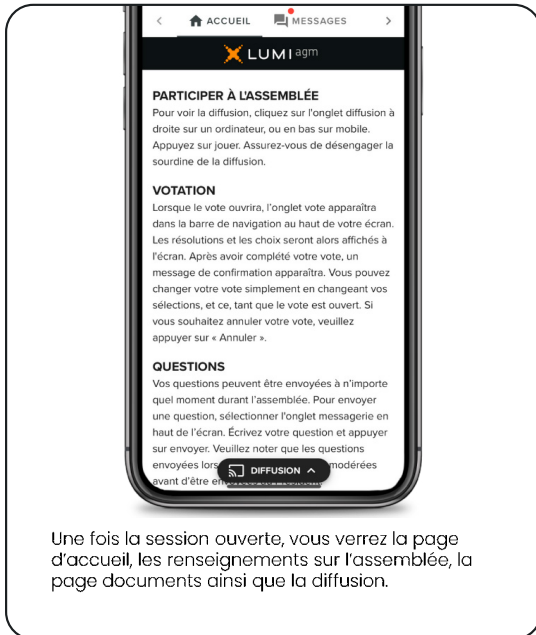 ACCUEIL MESSAGES
LUMI agm
PARTICIPER À L'ASSEMBLÉE
Pour voir la diffusion, cliquez sur l'onglet diffusion à
droite sur un ordinateur, ou en bas sur mobile.
Appuyez sur jouer. Assurez-vous de désengager la
sourdine de la diffusion.
VOTATION
Lorsque le vote ouvrira, l'onglet vote apparaîtra
dans la barre de navigation au haut de votre écran.
Les résolutions et les choix seront alors affichés à
l'écran. Après avoir complété votre vote, un
message de confirmation apparaîtra. Vous pouvez
changer votre vote simplement en changeant vos
sélections, et ce, tant que le vote est ouvert. Si
vous souhaitez annuler votre vote, veuillez
appuyer sur « Annuler ».
QUESTIONS
Vos questions peuvent être envoyées à n'importe
quel moment durant l'assemblée. Pour envoyer
une question, sélectionner l'onglet messagerie en
haut de l'écran. Écrivez votre question et appuyer
sur envoyer. Veuillez noter que les questions
envoyées modérées
DIFFUSION
avant d'être
Une fois la session ouverte, vous verrez la page
d'accueil, les renseignements sur l'assemblée, la
page documents ainsi que la diffusion.